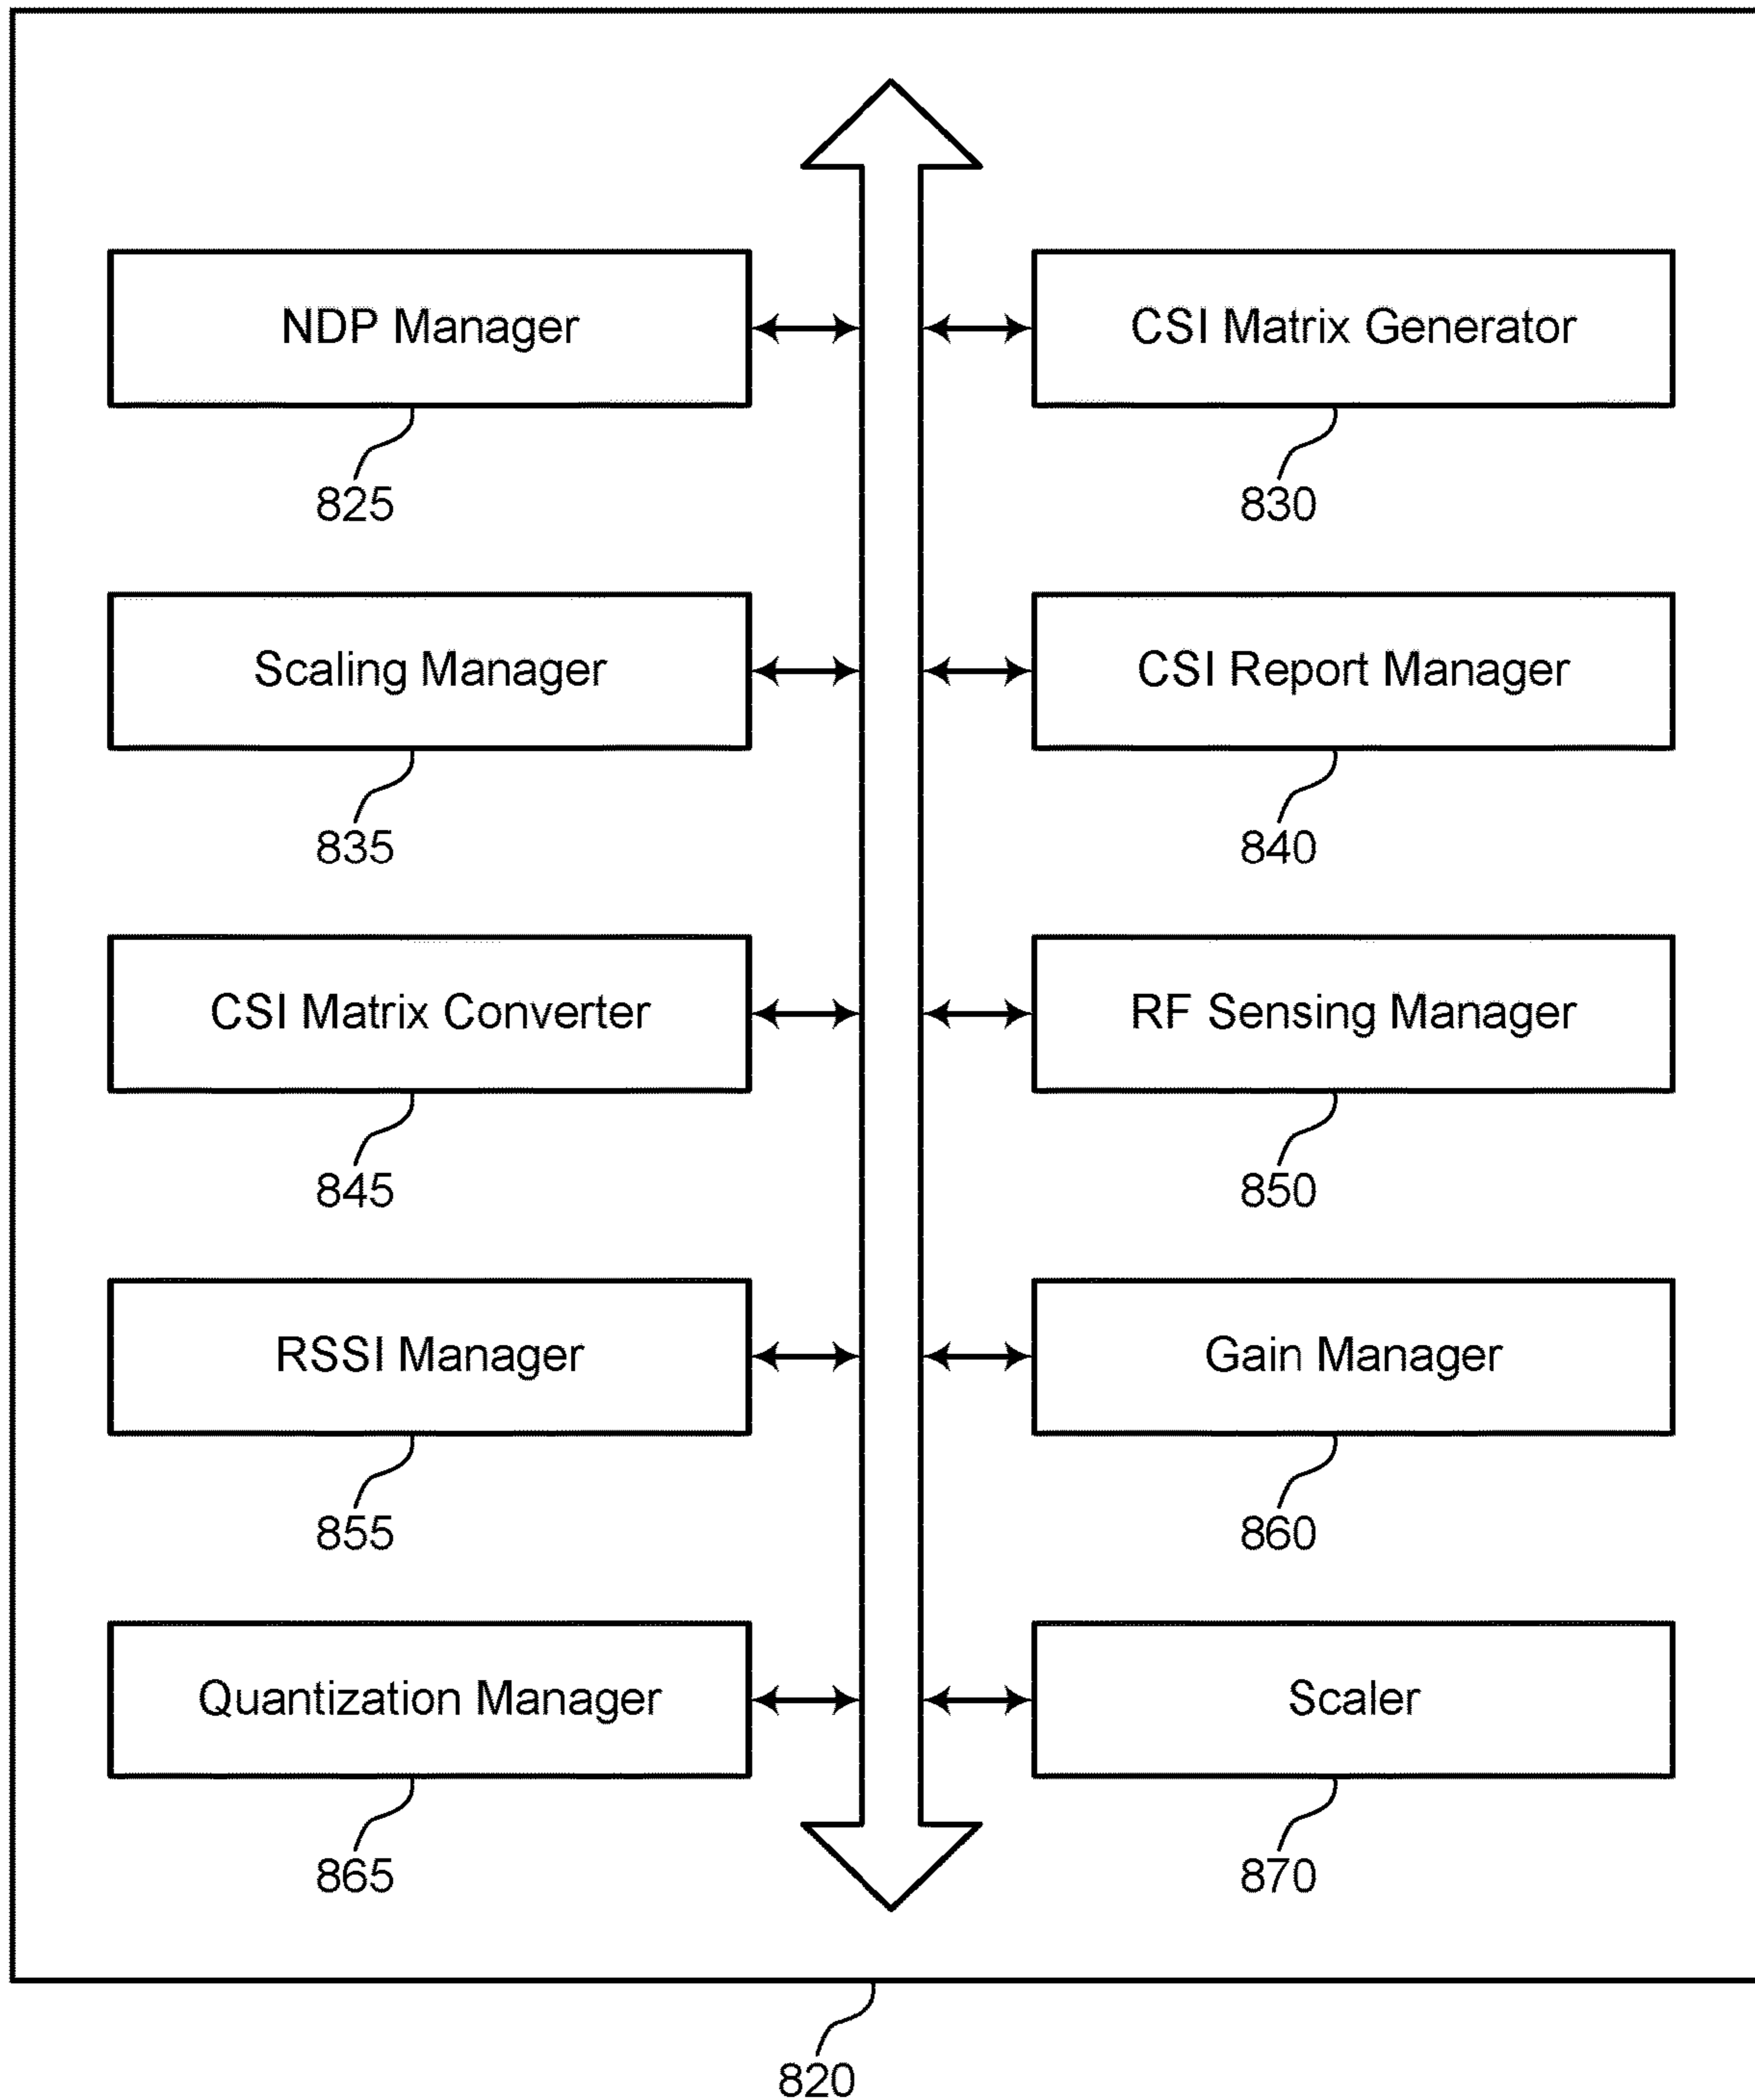 NDP Manager
CSI Matrix Generator
825
830
Scaling Manager
CSI Report Manager
835
840
CSI Matrix Converter
RF Sensing Manager
845
850
RSSI Manager
Gain Manager
855
860
Quantization Manager
Scaler
865
870
820